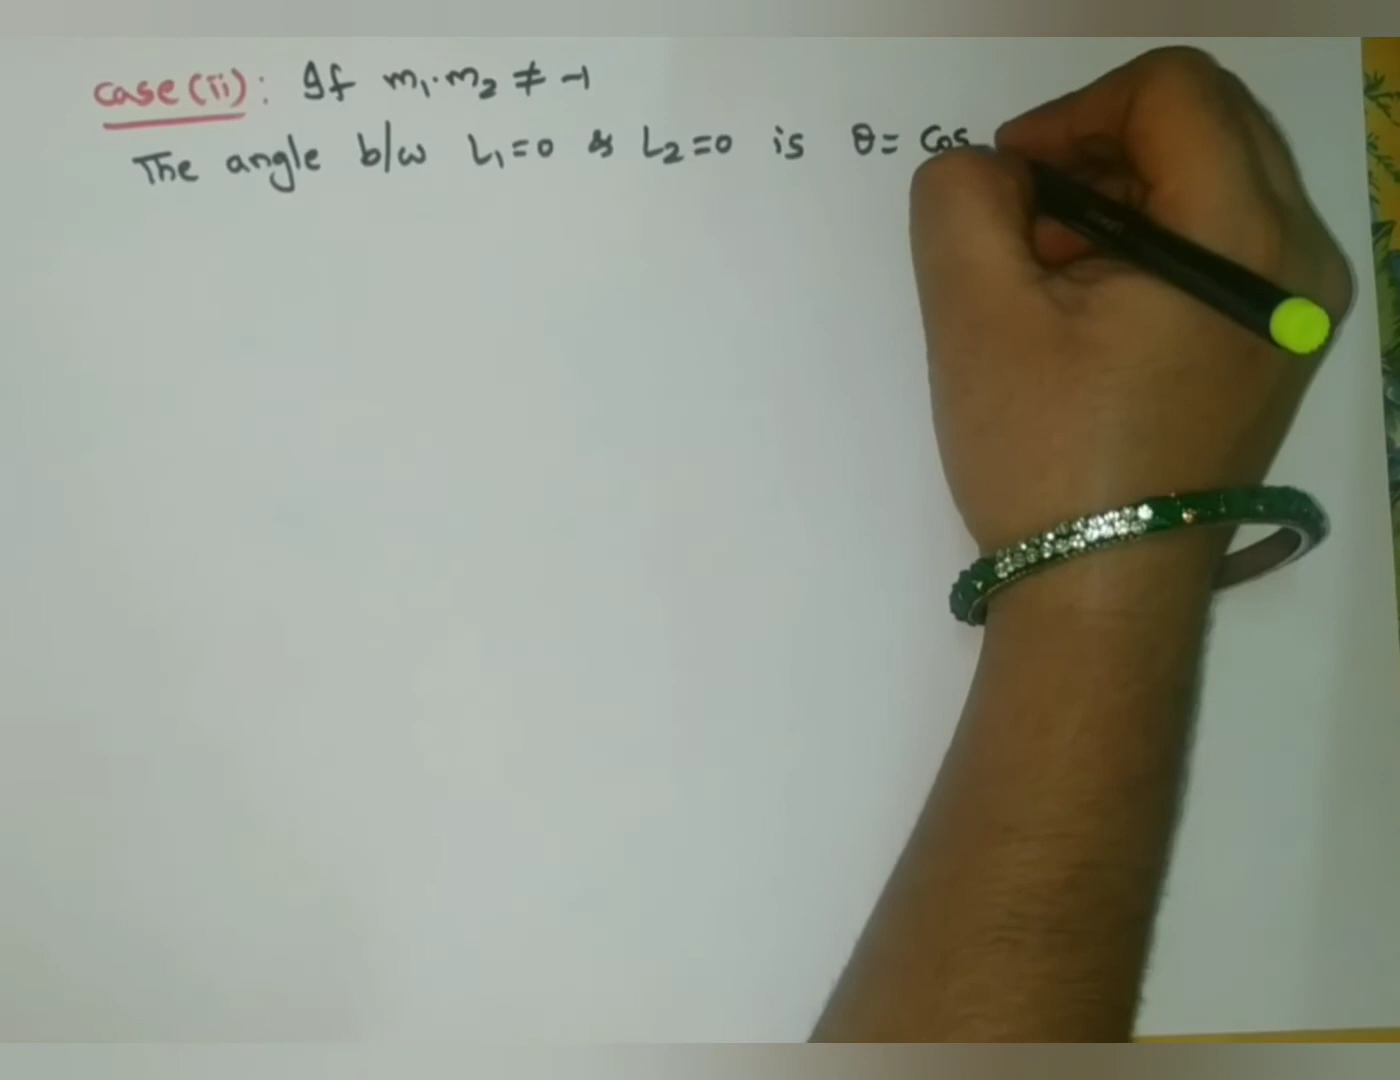 case(ii): If m₁·m₂ ≠ -1
The angle b/w L₁=0 & L₂=0 is θ= Cos